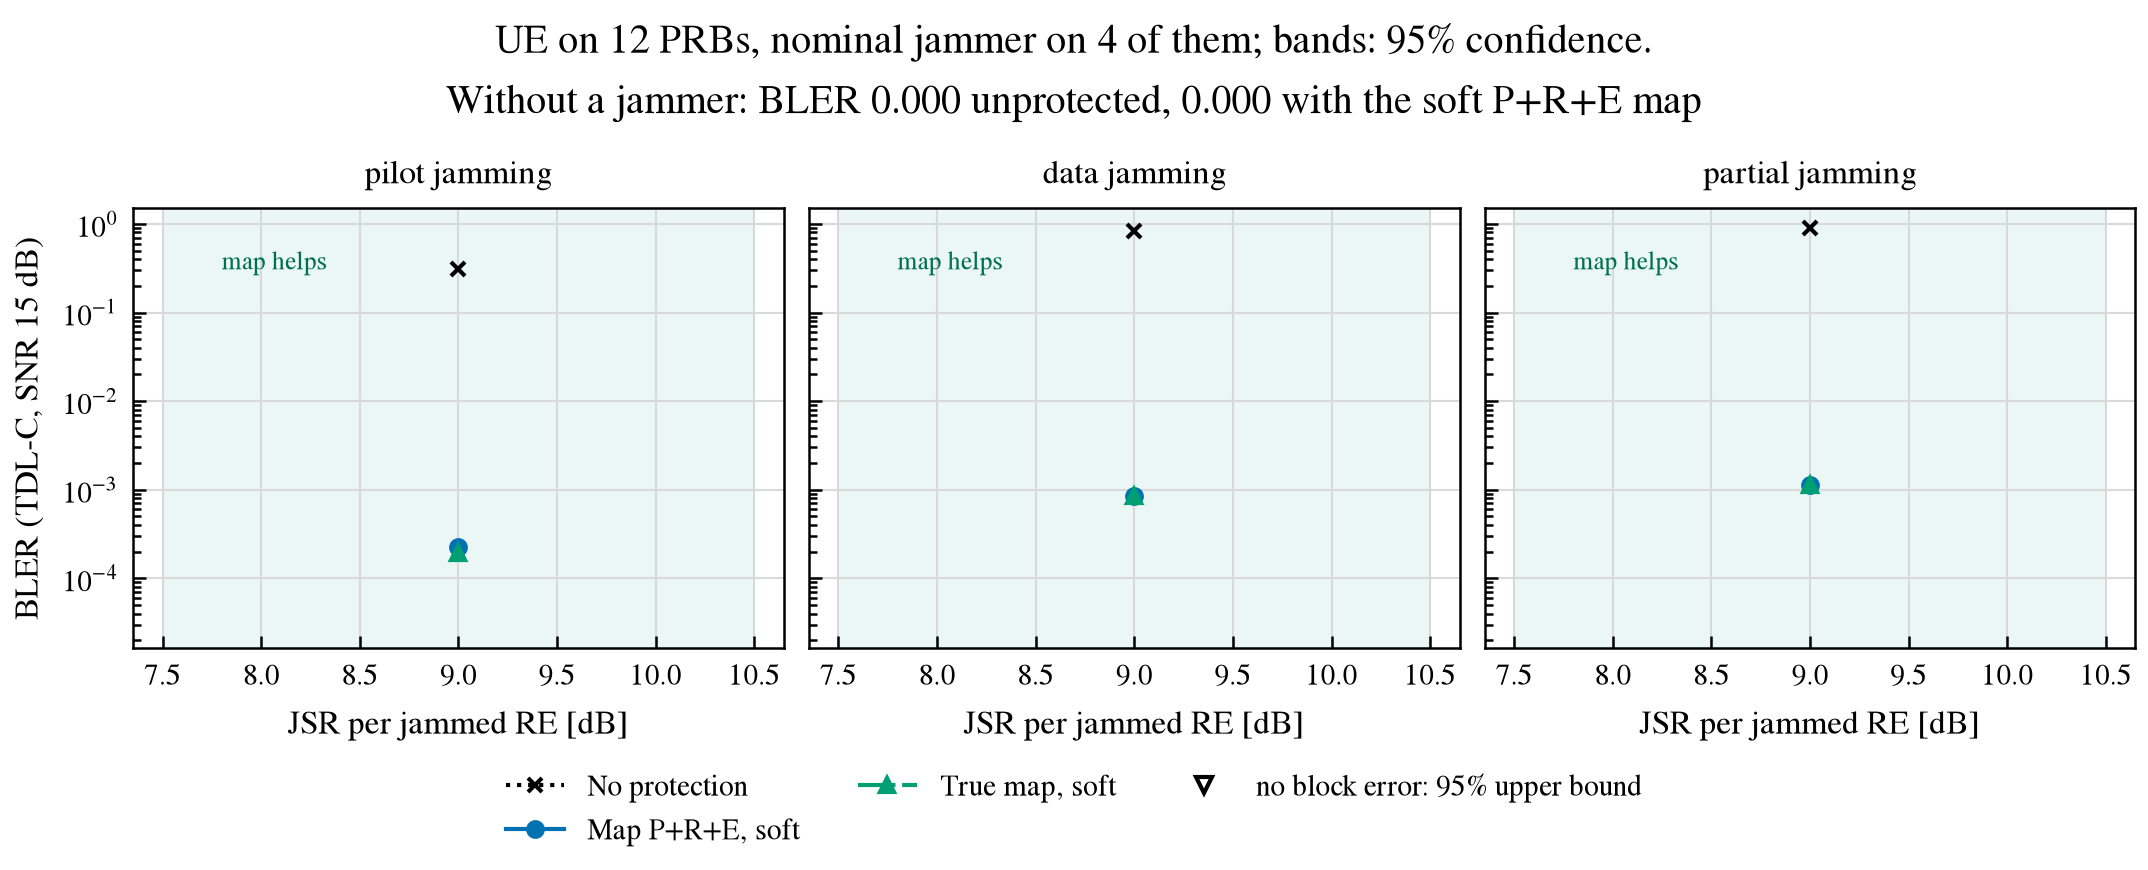 UE on 12 PRBs, nominal jammer on 4 of them; bands: 95% confidence.
Without a jammer: BLER 0.000 unprotected, 0.000 with the soft P+R+E map
pilot jamming
data jamming
partial jamming
BLER (TDL-C, SNR 15 dB)
10⁰
10⁻¹
10⁻²
10⁻³
10⁻⁴
map helps
map helps
map helps
7.5 8.0 8.5 9.0 9.5 10.0 10.5
7.5 8.0 8.5 9.0 9.5 10.0 10.5
7.5 8.0 8.5 9.0 9.5 10.0 10.5
JSR per jammed RE [dB]
JSR per jammed RE [dB]
JSR per jammed RE [dB]
No protection
Map P+R+E, soft
True map, soft
no block error: 95% upper bound